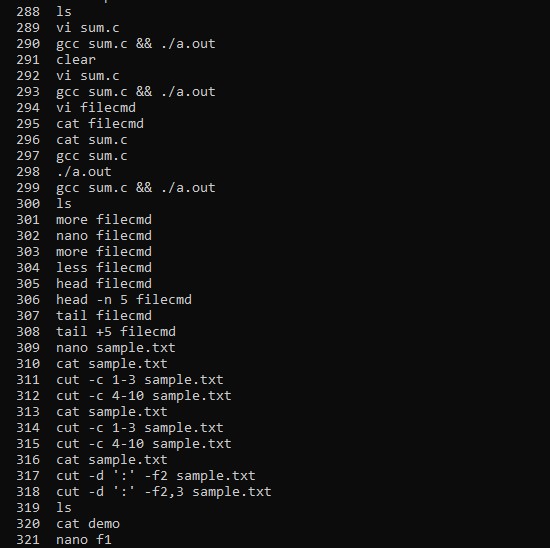 288 ls
289 vi sum.c
290 gcc sum.c && ./a.out
291 clear
292 vi sum.c
293 gcc sum.c && ./a.out
294 vi filecmd
295 cat filecmd
296 cat sum.c
297 gcc sum.c
298 ./a.out
299 gcc sum.c && ./a.out
300 ls
301 more filecmd
302 nano filecmd
303 more filecmd
304 less filecmd
305 head filecmd
306 head -n 5 filecmd
307 tail filecmd
308 tail +5 filecmd
309 nano sample.txt
310 cat sample.txt
311 cut -c 1-3 sample.txt
312 cut -c 4-10 sample.txt
313 cat sample.txt
314 cut -c 1-3 sample.txt
315 cut -c 4-10 sample.txt
316 cat sample.txt
317 cut -d ':' -f2 sample.txt
318 cut -d ':' -f2,3 sample.txt
319 ls
320 cat demo
321 nano f1